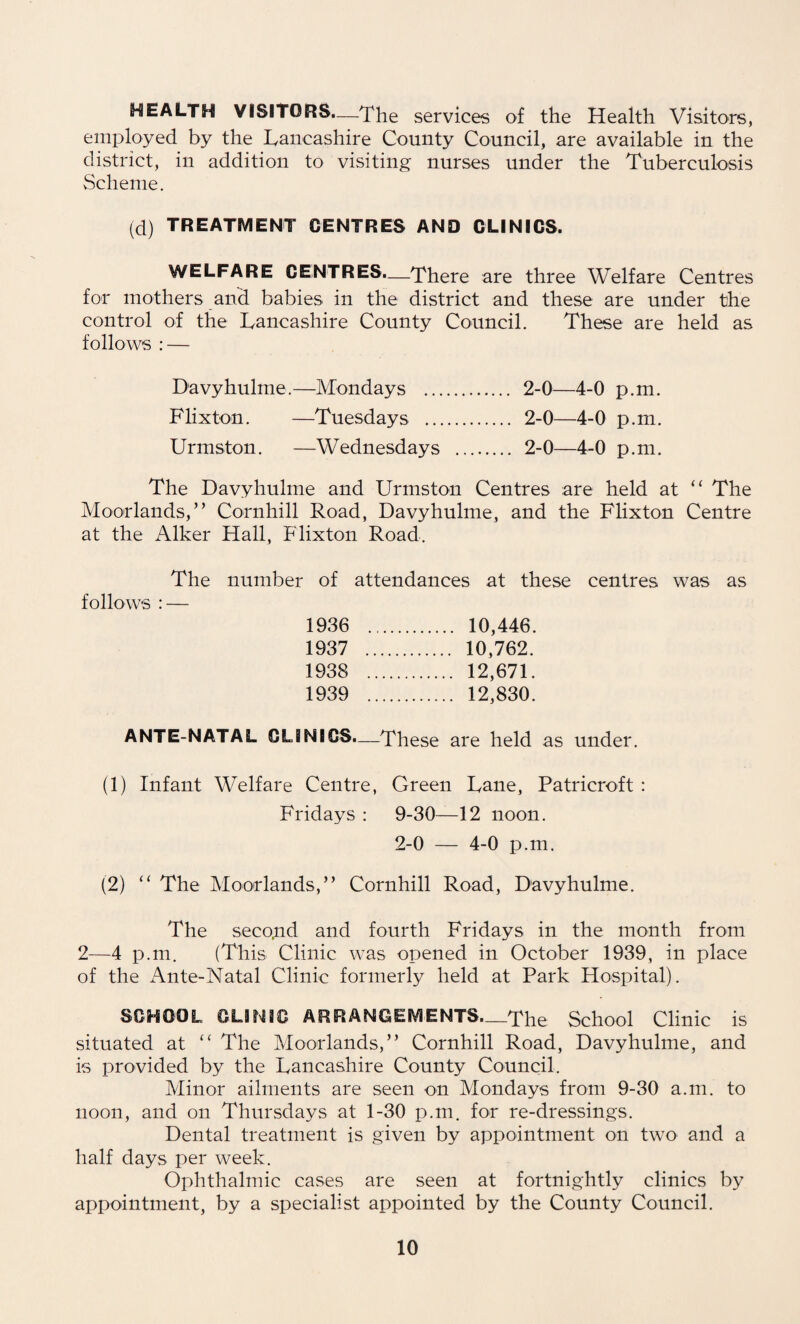 HEALTH VISITORS.—The services of the Health Visitors,
employed by the Lancashire County Council, are available in the
district, in addition to visiting nurses under the Tuberculosis
Scheme.
(d) TREATMENT CENTRES AND CLINICS.
WELFARE CENTRES.—There are three Welfare Centres
for mothers and babies in the district and these are under the
control of the Lancashire County Council. These are held as
follows :—
Davyhulme.—Mondays ............ 2-0—4-0 p.m.
Flixton. —Tuesdays ............ 2-0—4-0 p.m.
Urmston. —Wednesdays ........ 2-0—4-0 p.m.
The Davyhulme and Urmston Centres are held at “ The
Moorlands,” Cornhill Road, Davyhulme, and the Flixton Centre
at the Alker Hall, Flixton Road.
The number of attendances at these centres was as
follows :—
1936 ............ 10,446.
1937 ............ 10,762.
1938 ............ 12,671.
1939 ............ 12,830.
ANTE-NATAL CLINICS.—These are held as under.
(1) Infant Welfare Centre, Green Lane, Patricroft :
Fridays : 9-30—12 noon.
2-0 — 4-0 p.m.
(2) “ The Moorlands,” Cornhill Road, Davyhulme.
The second and fourth Fridays in the month from
2—4 p.m. (This Clinic was opened in October 1939, in place
of the Ante-Natal Clinic formerly held at Park Hospital).
SCHOOL CLINIC ARRANGEMENTS.—The School Clinic is
situated at “ The Moorlands,” Cornhill Road, Davyhulme, and
is provided by the Lancashire County Council.
Minor ailments are seen on Mondays from 9-30 a.m. to
noon, and on Thursdays at 1-30 p.m. for re-dressings.
Dental treatment is given by appointment on two and a
half days per week.
Ophthalmic cases are seen at fortnightly clinics by
appointment, by a specialist appointed by the County Council.
10